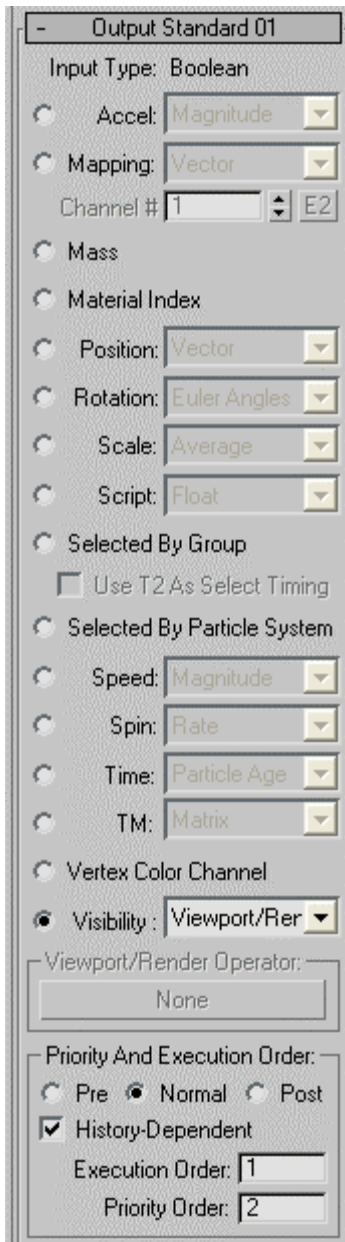 - Output Standard 01
Input Type: Boolean
Accel: Magnitude
Mapping: Vector
Channel # 1 E2
Mass
Material Index
Position: Vector
Rotation: Euler Angles
Scale: Average
Script: Float
Selected By Group
Use T2 As Select Timing
Selected By Particle System
Speed: Magnitude
Spin: Rate
Time: Particle Age
TM: Matrix
Vertex Color Channel
Visibility : Viewport/Rer
Viewport/Render Operator:
None
Priority And Execution Order:
Pre Normal Post
History-Dependent
Execution Order: 1
Priority Order: 2